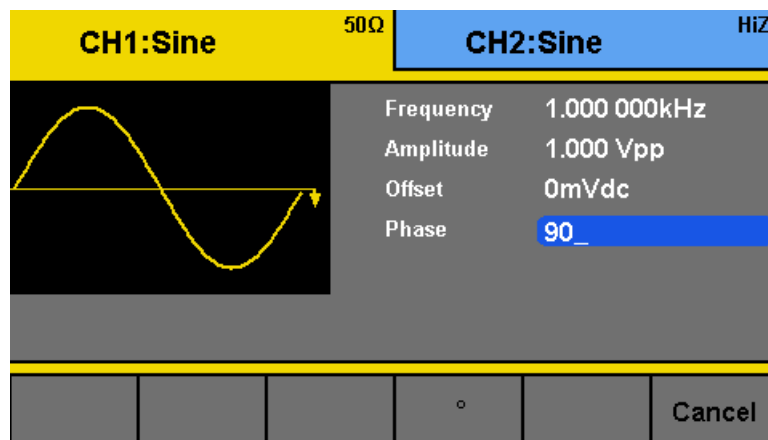 CH1:Sine 50Ω CH2:Sine HiZ
Frequency 1.000 000kHz
Amplitude 1.000 Vpp
Offset 0mVdc
Phase 90_
° Cancel